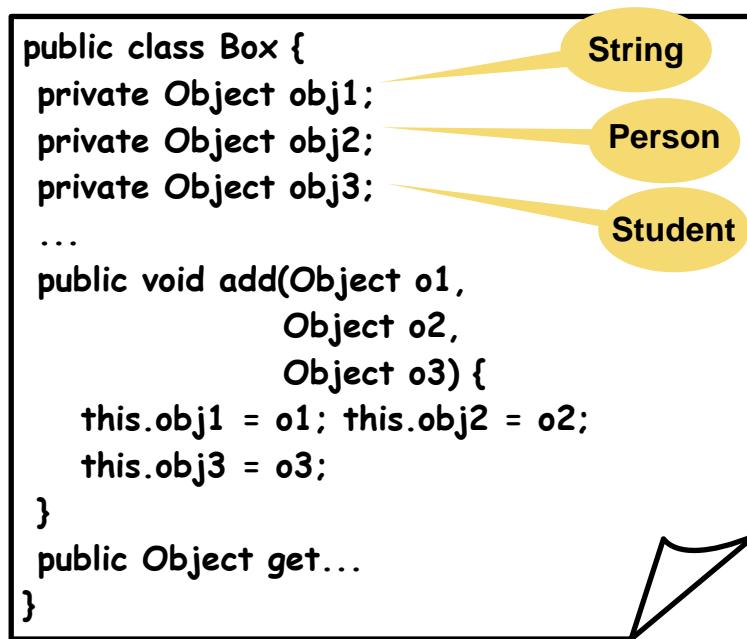 public class Box {
String
private Object obj1;
private Object obj2;
Person
private Object obj3;
Student
...
public void add(Object o1,
Object o2,
Object o3) {
this.obj1 = o1; this.obj2 = o2;
this.obj3 = o3;
}
public Object get...
}